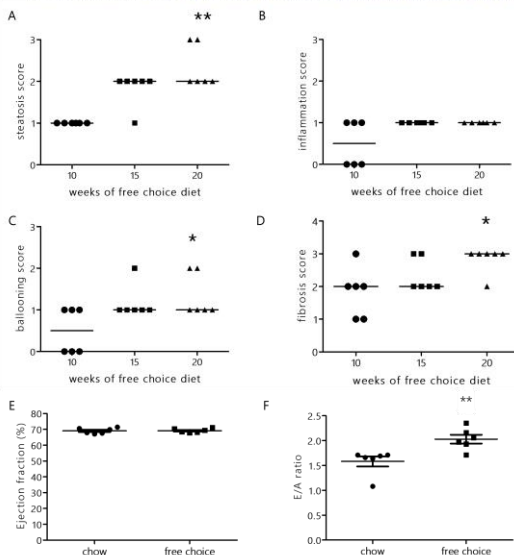 A
**
3
2
1
0
steatosis score
10 15 20
weeks of free choice diet
B
3
2
1
0
inflammation score
10 15 20
weeks of free choice diet
C
*
3
2
1
0
ballooning score
10 15 20
weeks of free choice diet
D
*
4
3
2
1
0
fibrosis score
10 15 20
weeks of free choice diet
E
80
70
60
50
40
30
20
10
0
Ejection fraction (%)
chow free choice
F
**
2.5
2.0
1.5
1.0
0.5
0.0
E/A ratio
chow free choice